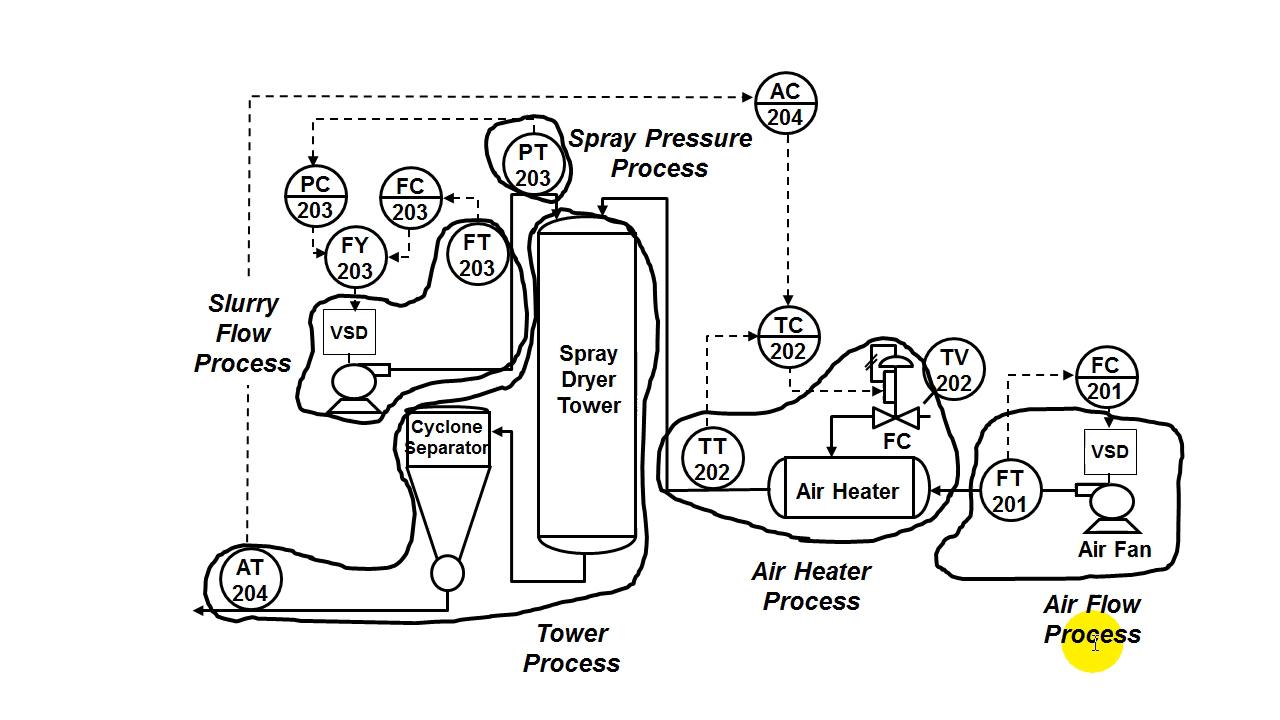 AC
204
Spray Pressure
Process
PT
203
PC
203
FC
203
FY
203
FT
203
Slurry
Flow
Process
VSD
Spray
Dryer
Tower
TC
202
TV
202
FC
201
FC
VSD
Cyclone
Separator
TT
202
Air Heater
FT
201
Air Fan
AT
204
Air Heater
Process
Air Flow
Process
Tower
Process